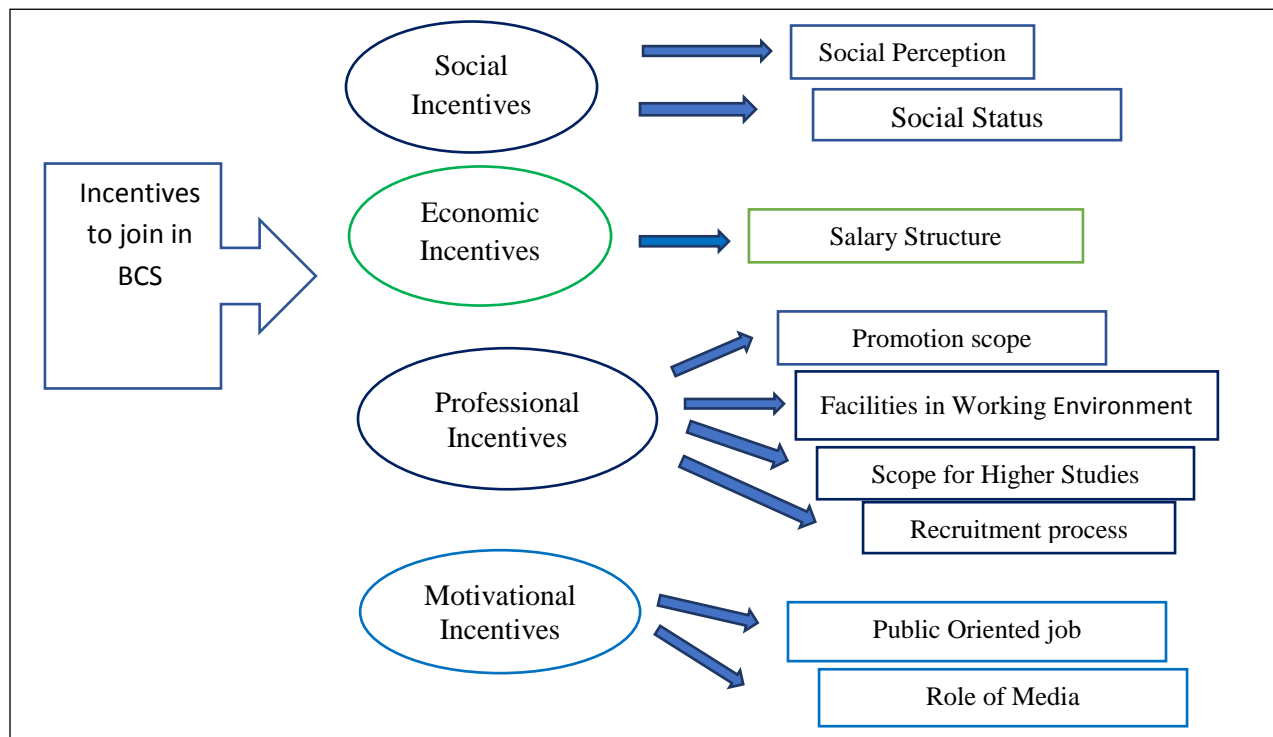 Incentives
to join in
BCS
Social
Incentives
Social Perception
Social Status
Economic
Incentives
Salary Structure
Professional
Incentives
Promotion scope
Facilities in Working Environment
Scope for Higher Studies
Recruitment process
Motivational
Incentives
Public Oriented job
Role of Media